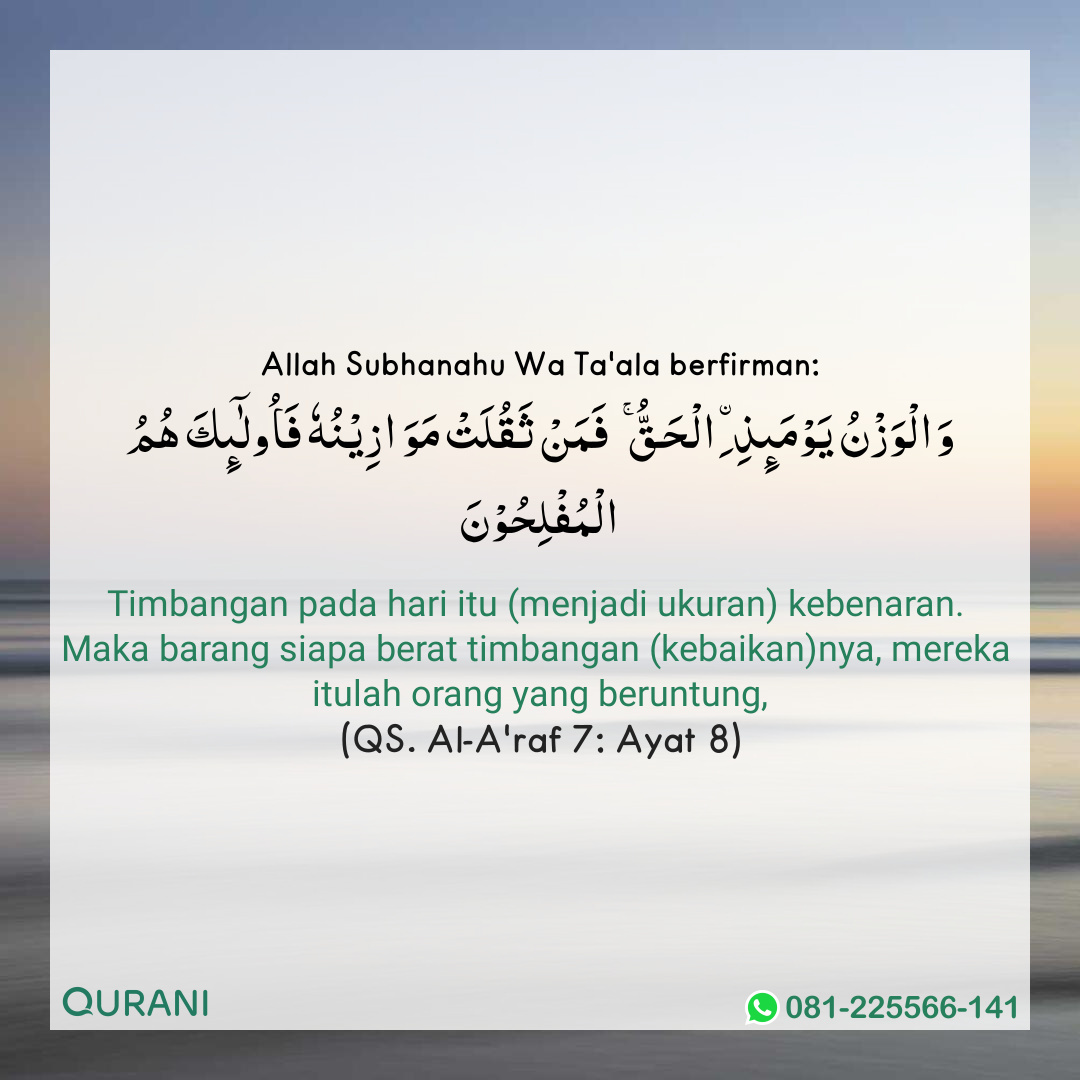 Allah Subhanahu Wa Ta'ala berfirman:
وَا لْوَزْنُ يَوْمَئِذِ ِۨالْحَـقُّ ۚ فَمَنْ ثَقُلَتْ مَوَا زِيْنُهٗ فَاُ ولٰٓئِكَ هُمُ
الْمُفْلِحُوْنَ
Timbangan pada hari itu (menjadi ukuran) kebenaran.
Maka barang siapa berat timbangan (kebaikan)nya, mereka
itulah orang yang beruntung,
(QS. Al-A'raf 7: Ayat 8)
QURANI
081-225566-141